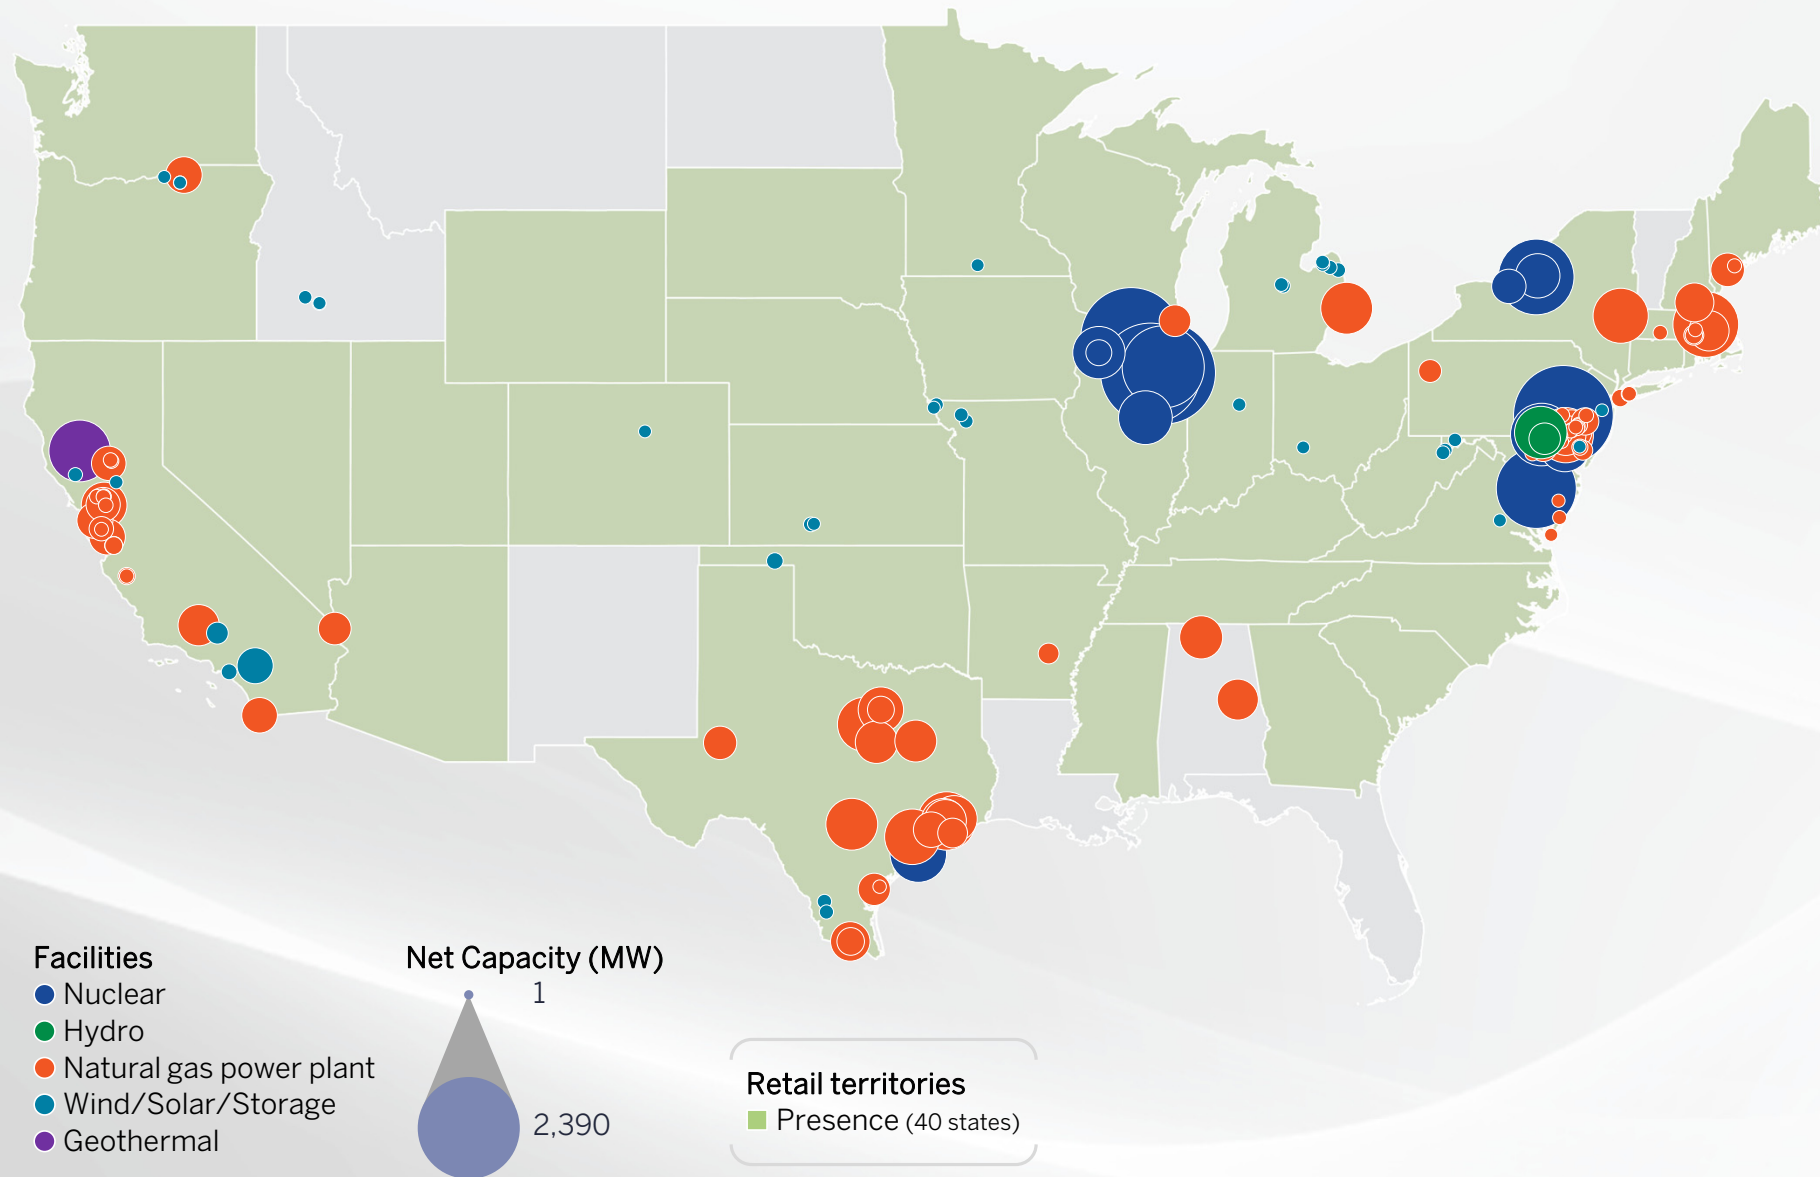 Facilities
Nuclear
Hydro
Natural gas power plant
Wind/Solar/Storage
Geothermal
Net Capacity (MW)
1
2,390
Retail territories
Presence (40 states)